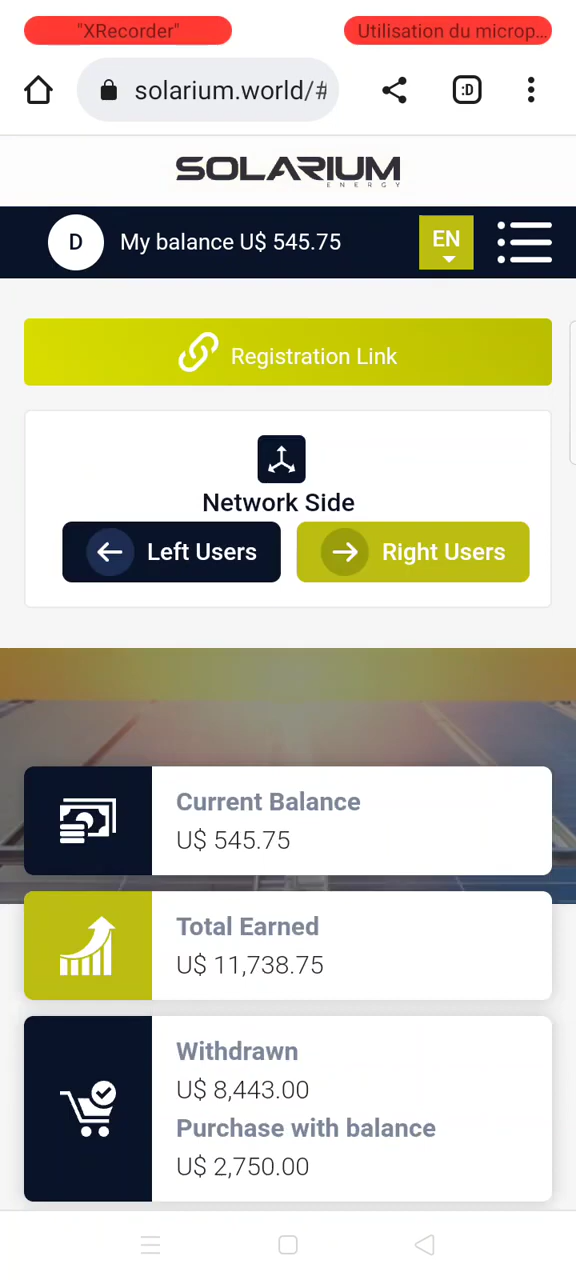 "XRecorder"
Utilisation du microp...
solarium.world/#
:D
SOLARIUM
ENERGY
D
My balance U$ 545.75
EN
Registration Link
Network Side
Left Users
Right Users
Current Balance
U$ 545.75
Total Earned
U$ 11,738.75
Withdrawn
U$ 8,443.00
Purchase with balance
U$ 2,750.00